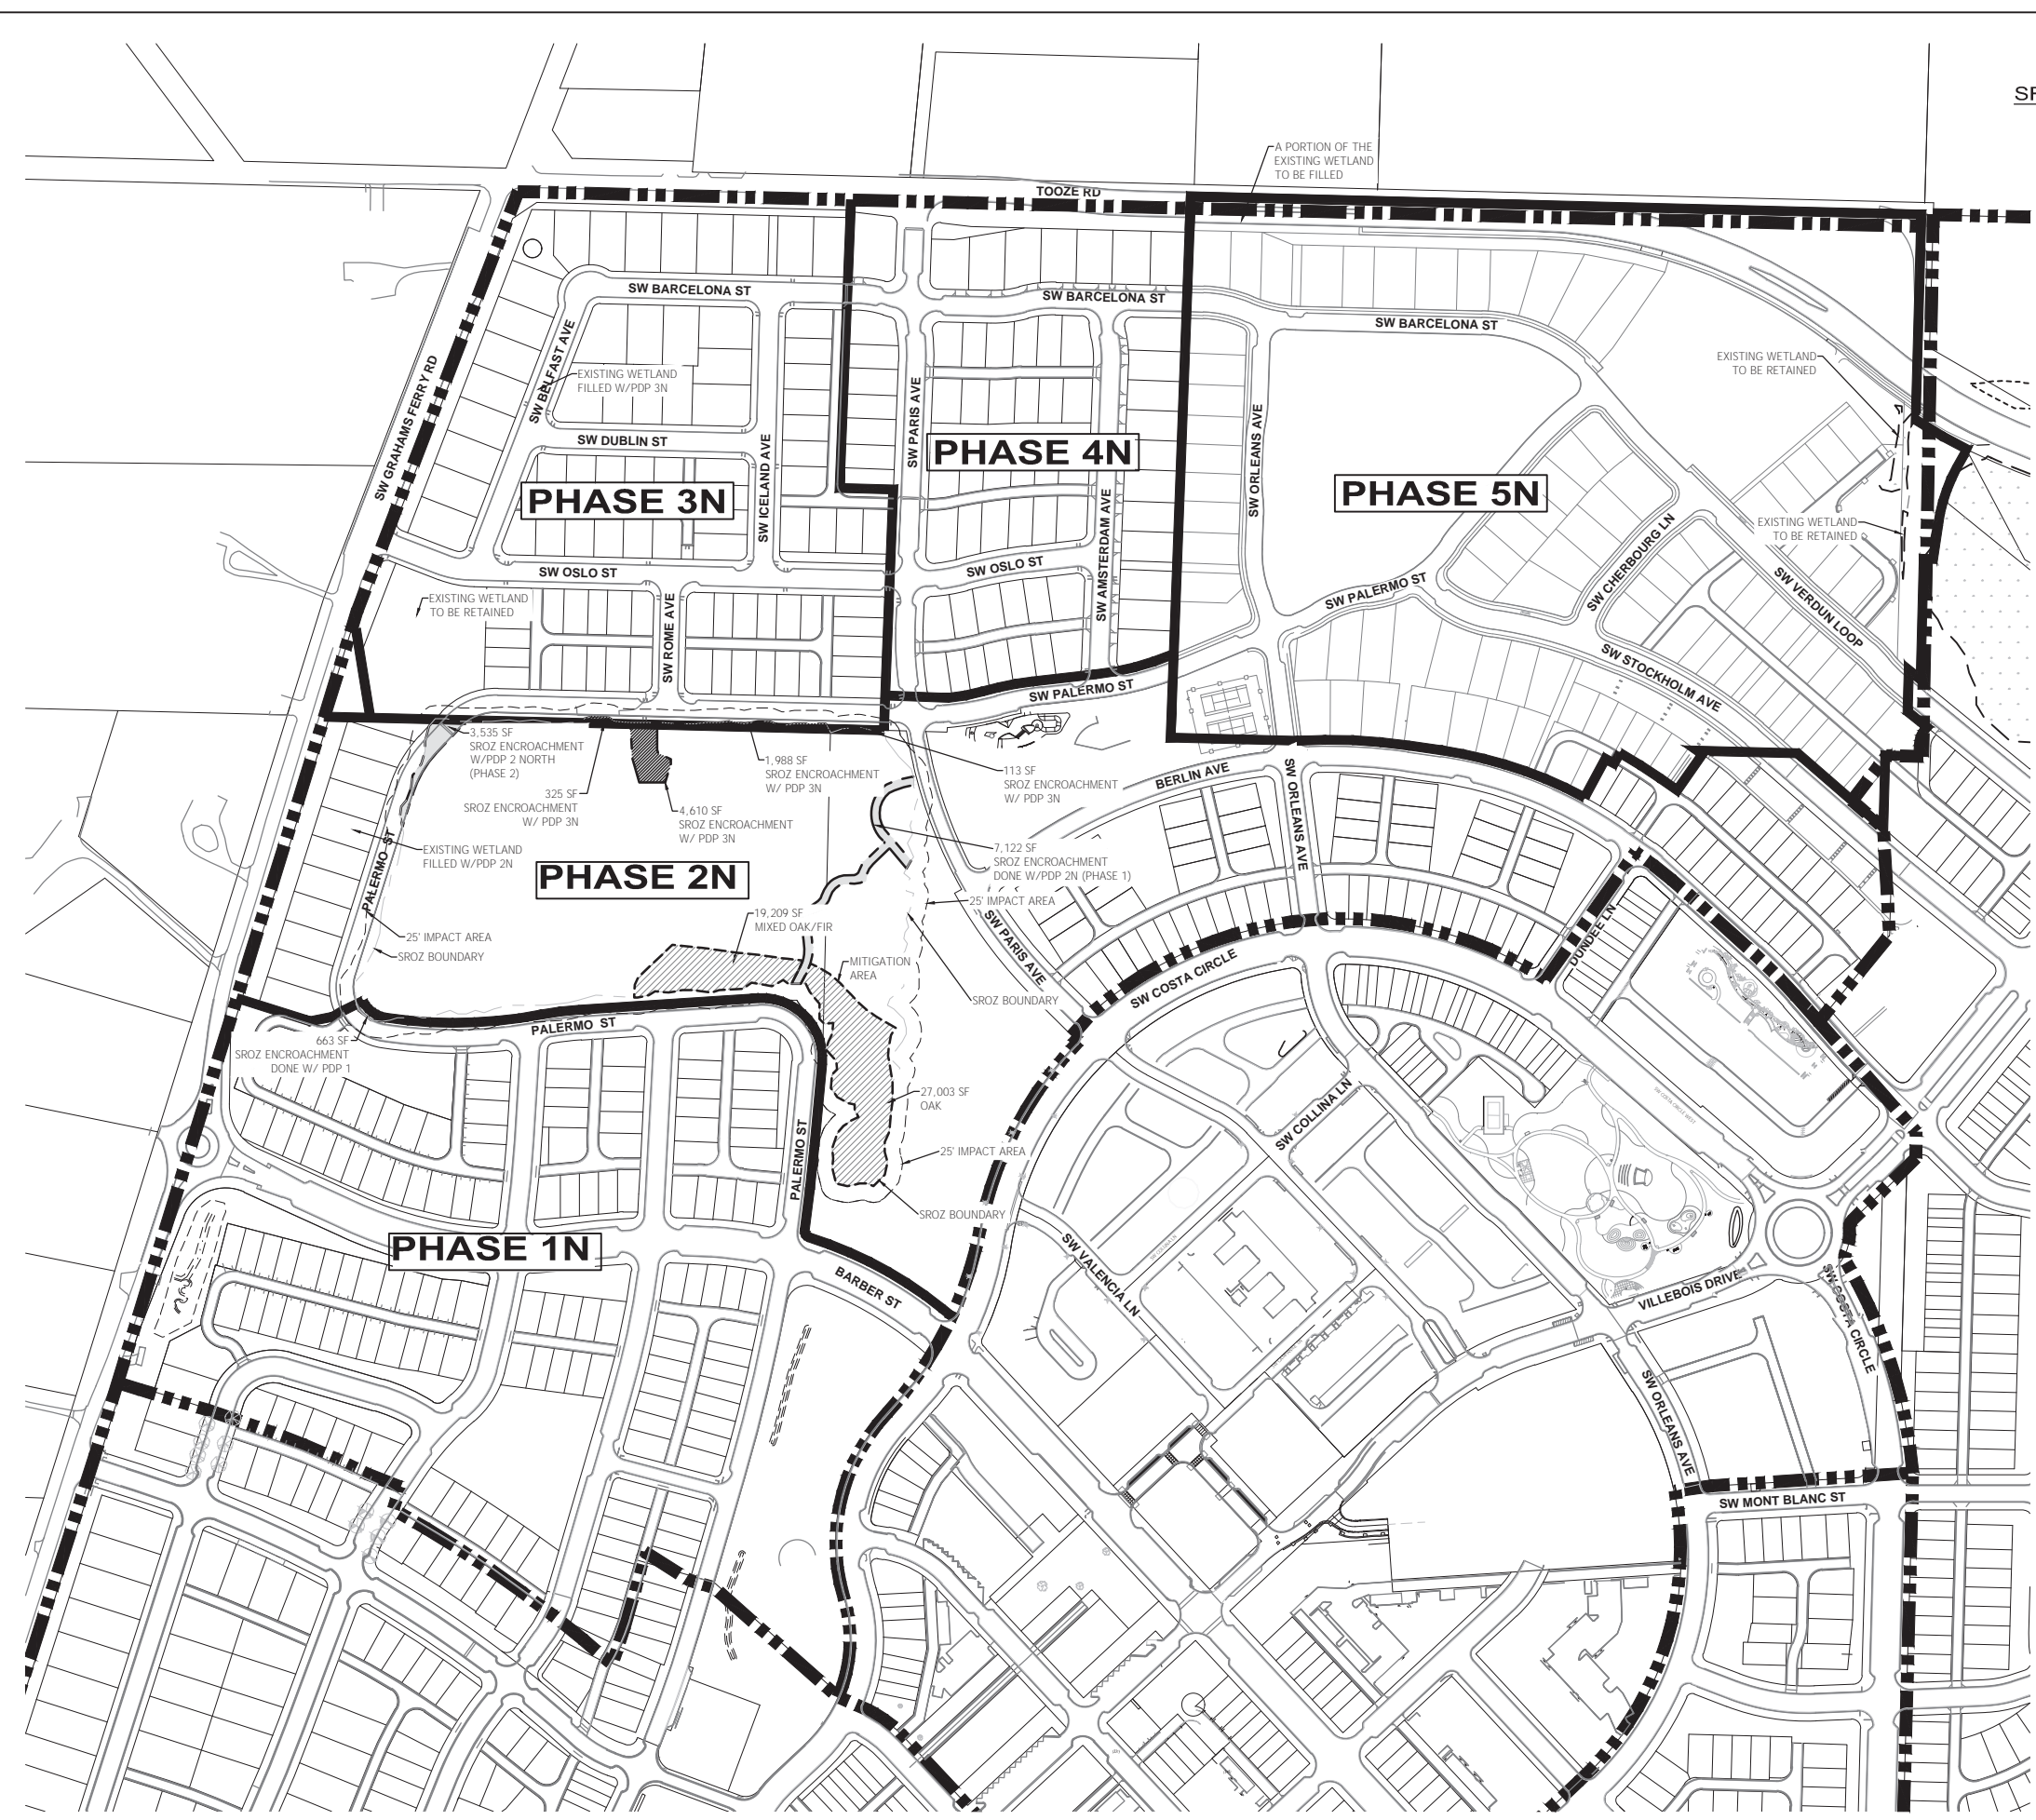 SF
A PORTION OF THE
EXISTING WETLAND
TO BE FILLED
TOOZE RD
SW BARCELONA ST
SW BARCELONA ST
SW BARCELONA ST
SW GRAHAMS FERRY RD
SW BELFAST AVE
EXISTING WETLAND
FILLED W/PDP 3N
SW DUBLIN ST
SW ICELAND AVE
SW PARIS AVE
SW ORLEANS AVE
EXISTING WETLAND
TO BE RETAINED
PHASE 4N
PHASE 3N
PHASE 5N
SW AMSTERDAM AVE
EXISTING WETLAND
TO BE RETAINED
SW CHERBOURG LN
SW OSLO ST
SW OSLO ST
SW PALERMO ST
SW VERDUN LOOP
EXISTING WETLAND
TO BE RETAINED
SW ROME AVE
SW STOCKHOLM AVE
SW PALERMO ST
3,535 SF
SROZ ENCROACHMENT
W/PDP 2 NORTH
(PHASE 2)
325 SF
SROZ ENCROACHMENT
W/ PDP 3N
1,988 SF
SROZ ENCROACHMENT
W/ PDP 3N
4,610 SF
SROZ ENCROACHMENT
W/ PDP 3N
113 SF
SROZ ENCROACHMENT
W/ PDP 3N
BERLIN AVE
SW ORLEANS AVE
PALERMO ST
EXISTING WETLAND
FILLED W/PDP 2N
PHASE 2N
7,122 SF
SROZ ENCROACHMENT
DONE W/PDP 2N (PHASE 1)
25' IMPACT AREA
19,209 SF
MIXED OAK/FIR
SW PARIS AVE
DUNDEE LN
25' IMPACT AREA
SROZ BOUNDARY
MITIGATION
AREA
SW COSTA CIRCLE
SROZ BOUNDARY
PALERMO ST
663 SF
SROZ ENCROACHMENT
DONE W/ PDP 1
27,003 SF
OAK
SW COLLINA LN
SW COSTA CIRCLE WEST
25' IMPACT AREA
PALERMO ST
SROZ BOUNDARY
PHASE 1N
BARBER ST
SW VALENCIA LN
VILLEBOIS DRIVE
SW COSTA CIRCLE
SW ORLEANS AVE
SW MONT BLANC ST